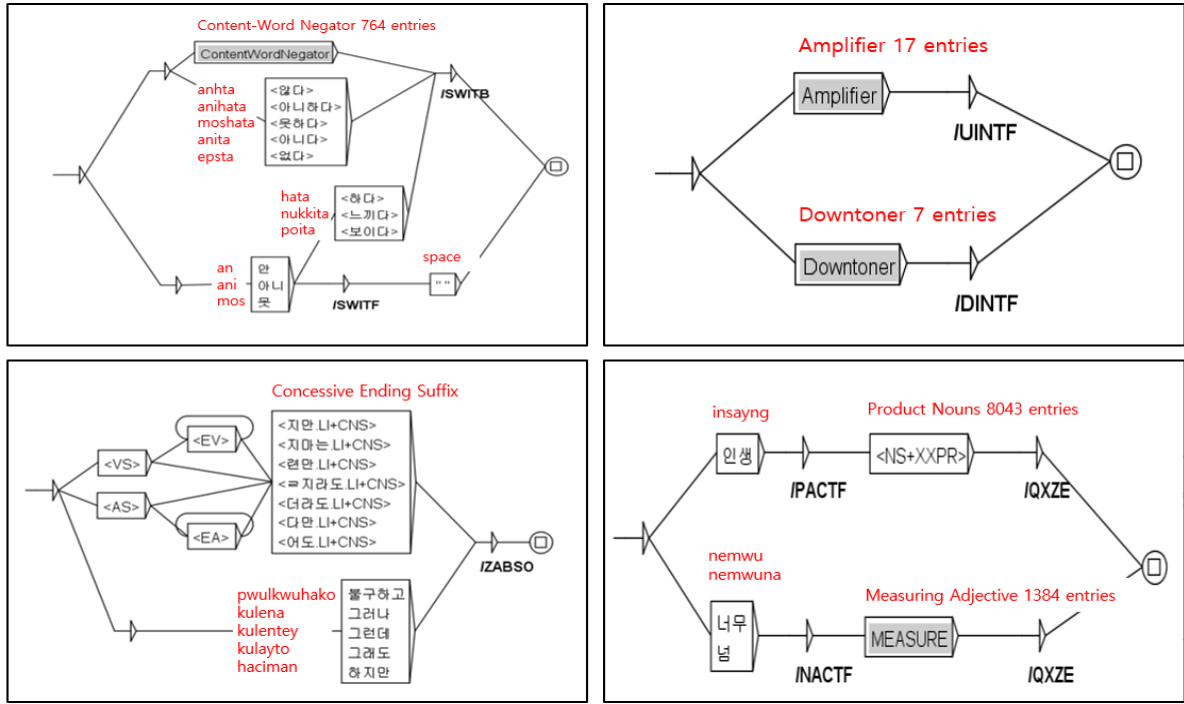 Content-Word Negator 764 entries
ContentWordNegator
anhta
anihata
moshata
anita
epsta
<않다>
<아니하다>
<못하다>
<아니다>
<없다>
/SWITB
hata
nukkita
poita
<하다>
<느끼다>
<보이다>
an
ani
mos
안
아니
못
/SWITF
space
" "
Amplifier 17 entries
Amplifier
/UINTF
Downtoner 7 entries
Downtoner
/DINTF
Concessive Ending Suffix
<EV>
<VS>
<AS>
<EA>
<지만.LI+CNS>
<지마는.LI+CNS>
<련만.LI+CNS>
<ㄹ지라도.LI+CNS>
<더라도.LI+CNS>
<다만.LI+CNS>
<어도.LI+CNS>
/ZABSO
pwulkwuhako
kulena
kulentey
kulayto
haciman
불구하고
그러나
그런데
그래도
하지만
insayng
인생
/PACTF
Product Nouns 8043 entries
<NS+XXPR>
/QXZE
nemwu
nemwuna
너무
넘
/NACTF
Measuring Adjective 1384 entries
MEASURE
/QXZE